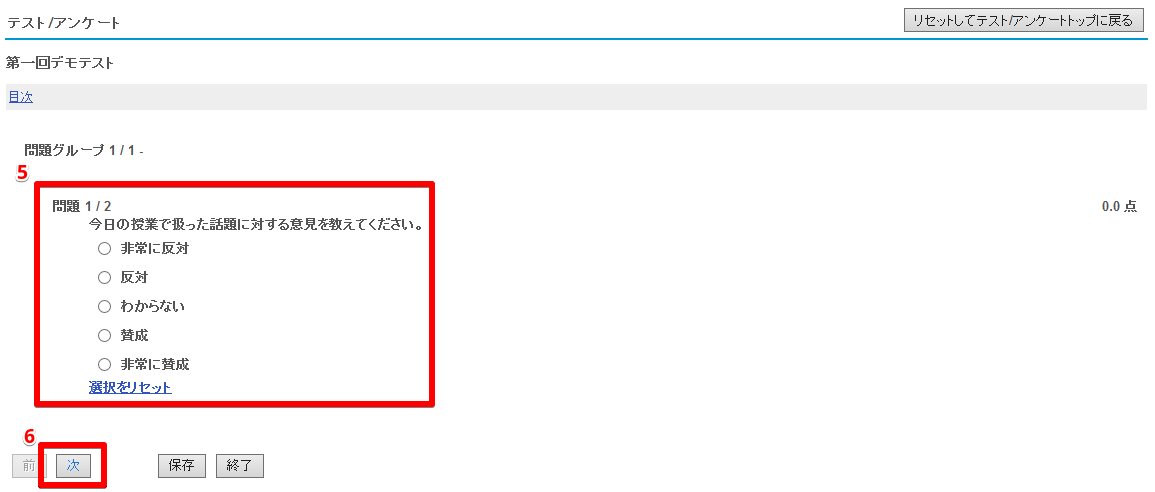 テスト/アンケート
リセットしてテスト/アンケートトップに戻る
第一回デモテスト
目次
問題グループ 1 / 1 -
5
問題 1 / 2
0.0 点
今日の授業で扱った話題に対する意見を教えてください。
非常に反対
反対
わからない
賛成
非常に賛成
選択をリセット
6
前
次
保存
終了